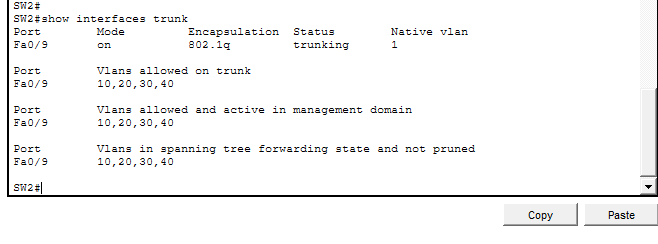 SW2#
SW2#show interfaces trunk
Port        Mode         Encapsulation  Status        Native vlan
Fa0/9       on           802.1q         trunking      1
Port        Vlans allowed on trunk
Fa0/9       10,20,30,40
Port        Vlans allowed and active in management domain
Fa0/9       10,20,30,40
Port        Vlans in spanning tree forwarding state and not pruned
Fa0/9       10,20,30,40
SW2#
Copy Paste